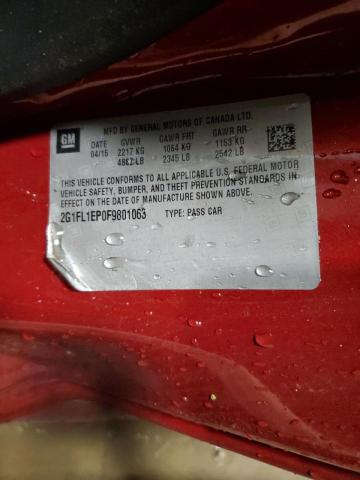 GM
MFD BY GENERAL MOTORS OF CANADA LTD.
DATE GVWR GAWR FRT GAWR RR
04/15 2217 KG 1064 KG 1153 KG
4887 LB 2345 LB 2542 LB
THIS VEHICLE CONFORMS TO ALL APPLICABLE U.S. FEDERAL MOTOR
VEHICLE SAFETY, BUMPER, AND THEFT PREVENTION STANDARDS IN
EFFECT ON THE DATE OF MANUFACTURE SHOWN ABOVE.
2G1FL1EP0F9801063 TYPE: PASS CAR